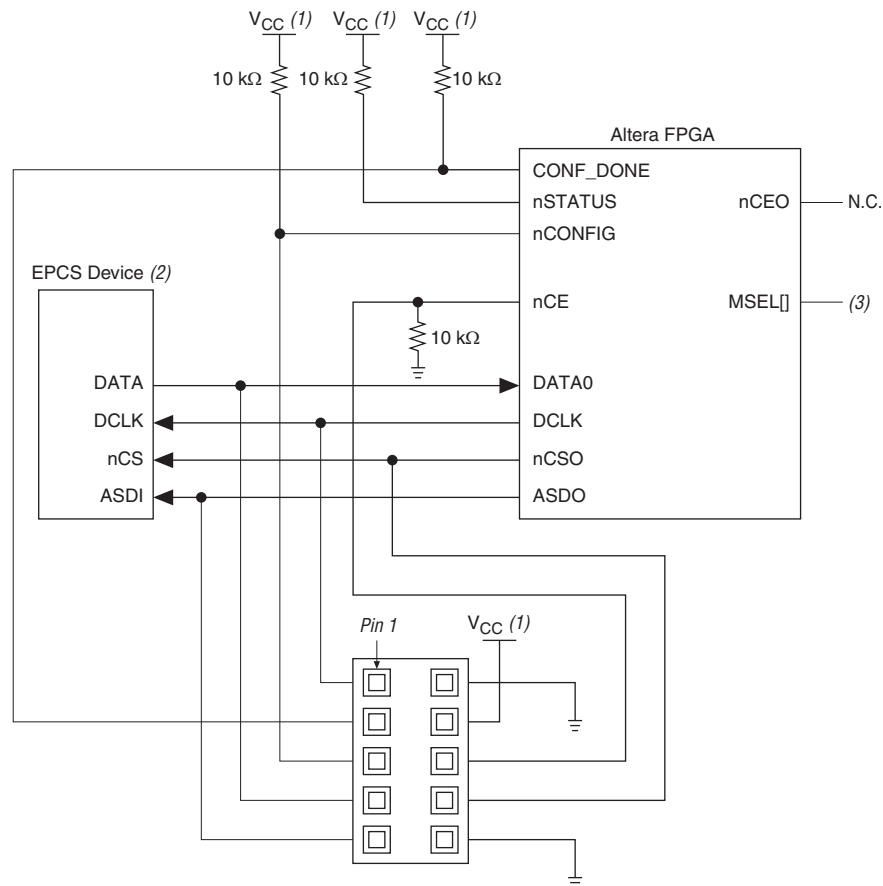 VCC (1) VCC (1) VCC (1)
10 kΩ 10 kΩ 10 kΩ
Altera FPGA
CONF_DONE
nSTATUS nCEO N.C.
nCONFIG
EPCS Device (2)
nCE MSEL[] (3)
10 kΩ
DATA DATA0
DCLK DCLK
nCS nCSO
ASDI ASDO
Pin 1 VCC (1)